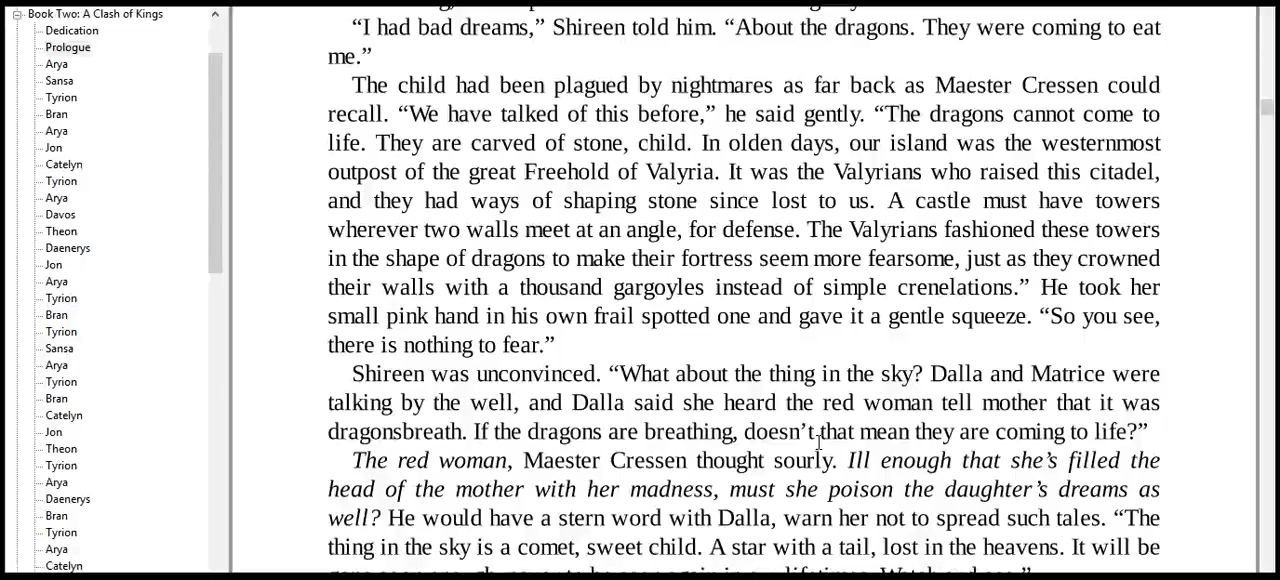 Book Two: A Clash of Kings
Dedication
Prologue
Arya
Sansa
Tyrion
Bran
Arya
Jon
Catelyn
Tyrion
Arya
Davos
Theon
Daenerys
Jon
Arya
Tyrion
Bran
Tyrion
Sansa
Arya
Tyrion
Bran
Catelyn
Jon
Theon
Tyrion
Arya
Daenerys
Bran
Tyrion
Arya
Catelyn
“I had bad dreams,” Shireen told him. “About the dragons. They were coming to eat
me.”
The child had been plagued by nightmares as far back as Maester Cressen could
recall. “We have talked of this before,” he said gently. “The dragons cannot come to
life. They are carved of stone, child. In olden days, our island was the westernmost
outpost of the great Freehold of Valyria. It was the Valyrians who raised this citadel,
and they had ways of shaping stone since lost to us. A castle must have towers
wherever two walls meet at an angle, for defense. The Valyrians fashioned these towers
in the shape of dragons to make their fortress seem more fearsome, just as they crowned
their walls with a thousand gargoyles instead of simple crenelations.” He took her
small pink hand in his own frail spotted one and gave it a gentle squeeze. “So you see,
there is nothing to fear.”
Shireen was unconvinced. “What about the thing in the sky? Dalla and Matrice were
talking by the well, and Dalla said she heard the red woman tell mother that it was
dragonsbreath. If the dragons are breathing, doesn’t that mean they are coming to life?”
The red woman, Maester Cressen thought sourly. Ill enough that she’s filled the
head of the mother with her madness, must she poison the daughter’s dreams as
well? He would have a stern word with Dalla, warn her not to spread such tales. “The
thing in the sky is a comet, sweet child. A star with a tail, lost in the heavens. It will be